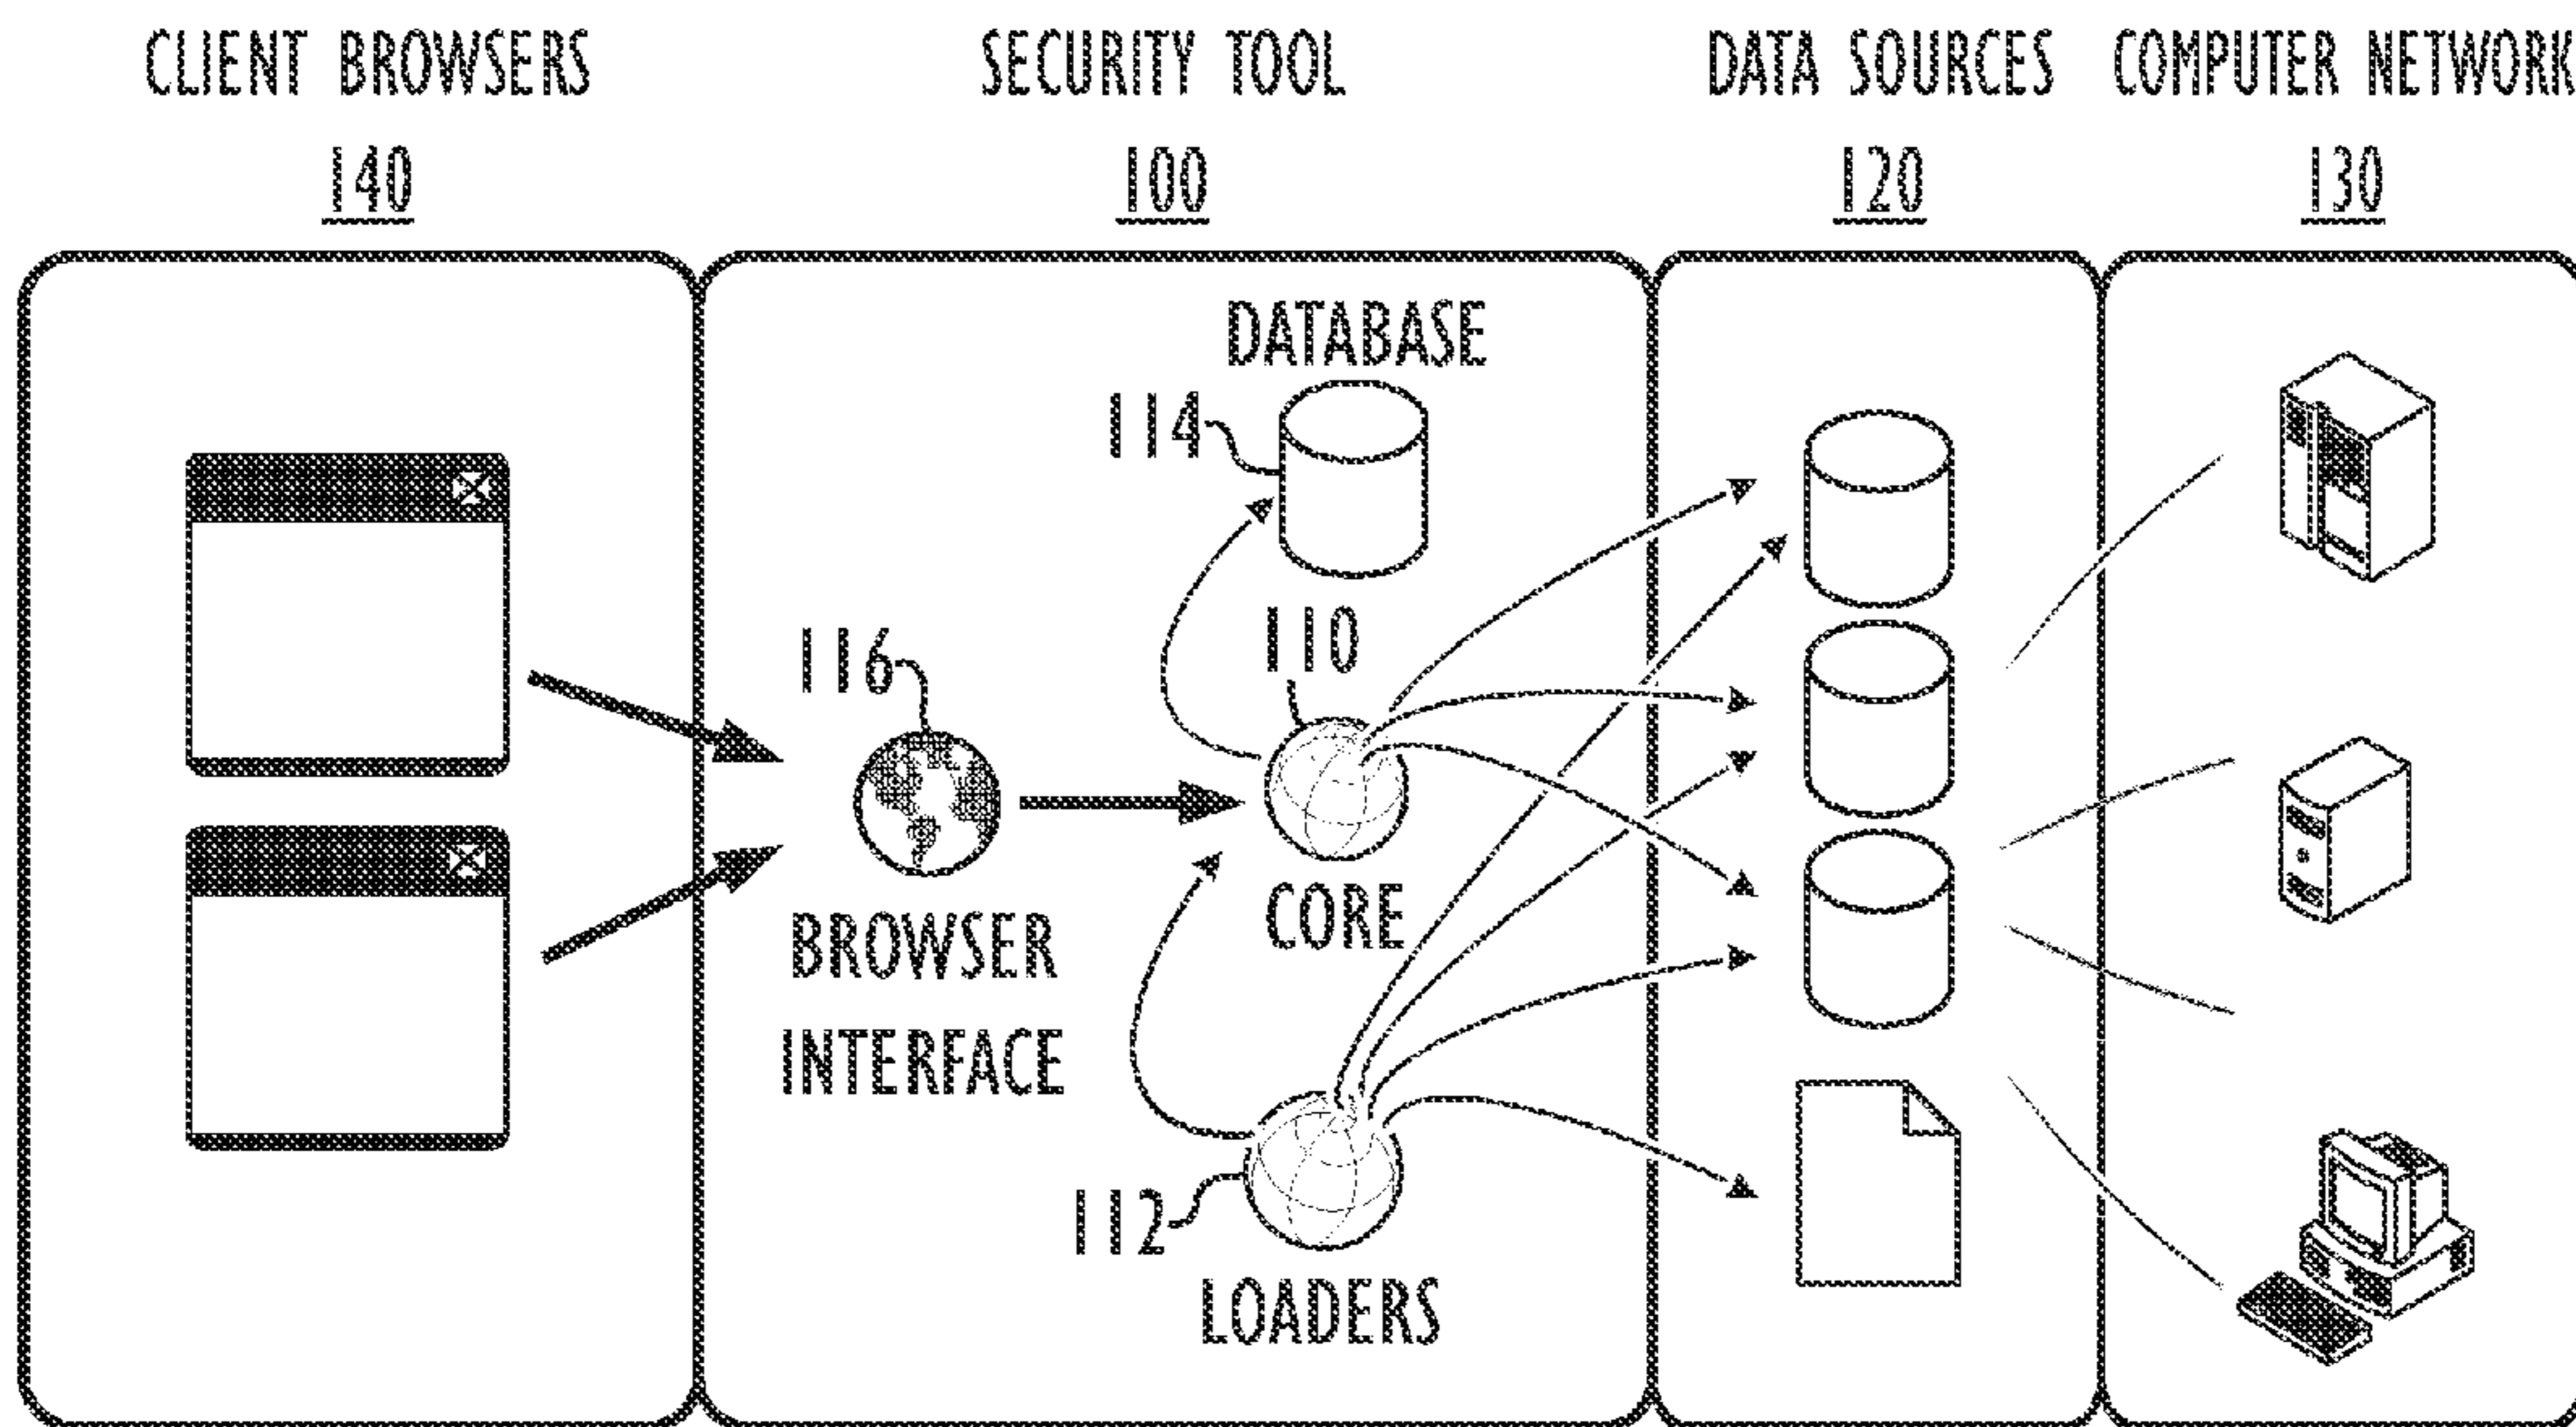 CLIENT BROWSERS
140
SECURITY TOOL
100
DATA SOURCES
120
COMPUTER NETWORK
130
DATABASE
114
110
116
CORE
BROWSER
INTERFACE
112
LOADERS